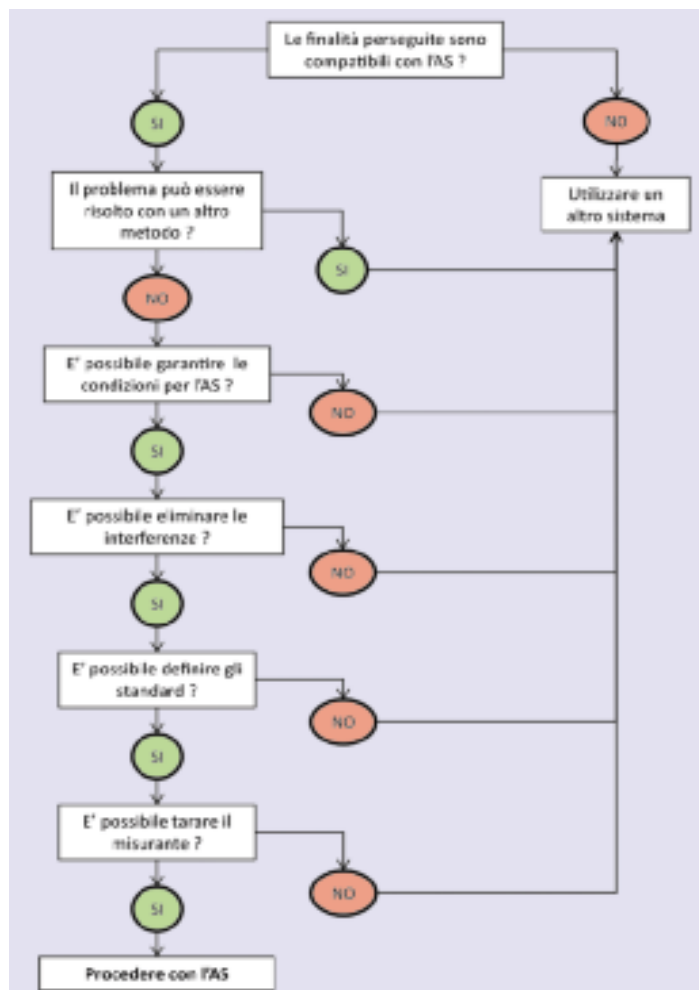 Le finalità perseguite sono
compatibili con l'AS ?
SI
NO
Il problema può essere
risolto con un altro
metodo ?
Utilizzare un
altro sistema
SI
NO
E' possibile garantire le
condizioni per l'AS ?
NO
SI
E' possibile eliminare le
interferenze ?
NO
SI
E' possibile definire gli
standard ?
NO
SI
E' possibile tarare il
misurante ?
NO
SI
Procedere con l'AS